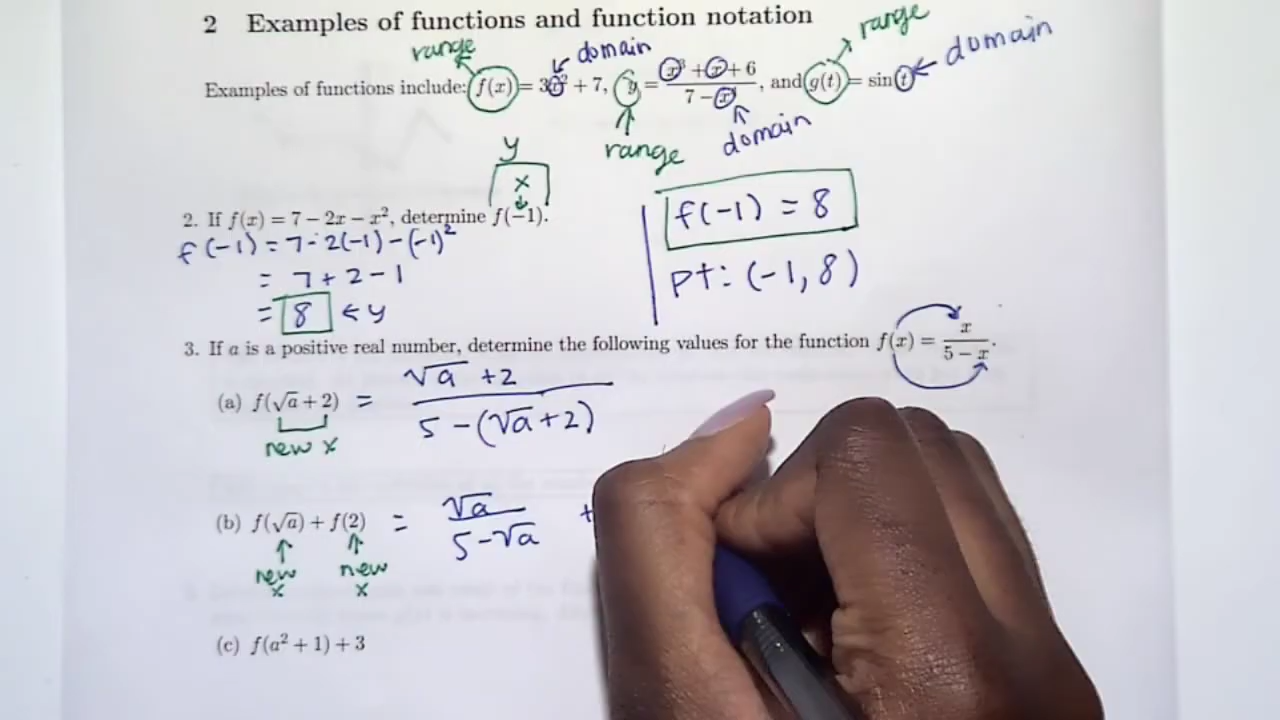 2 Examples of functions and function notation
range domain range domain
Examples of functions include: f(x) = 3x² + 7, y = (x³ + x + 6)/(7 − x), and g(t) = sin t
range domain
y
x
2. If f(x) = 7 − 2x − x², determine f(−1).
f(-1) = 7 - 2(-1) - (-1)²
= 7 + 2 - 1
= 8 ← y
f(-1) = 8
pt: (-1, 8)
3. If a is a positive real number, determine the following values for the function f(x) = x/(5 − x).
(a) f(√a + 2) = (√a + 2)/(5 - (√a + 2))
new x
(b) f(√a) + f(2) = √a/(5 - √a) +
new x new x
(c) f(a² + 1) + 3